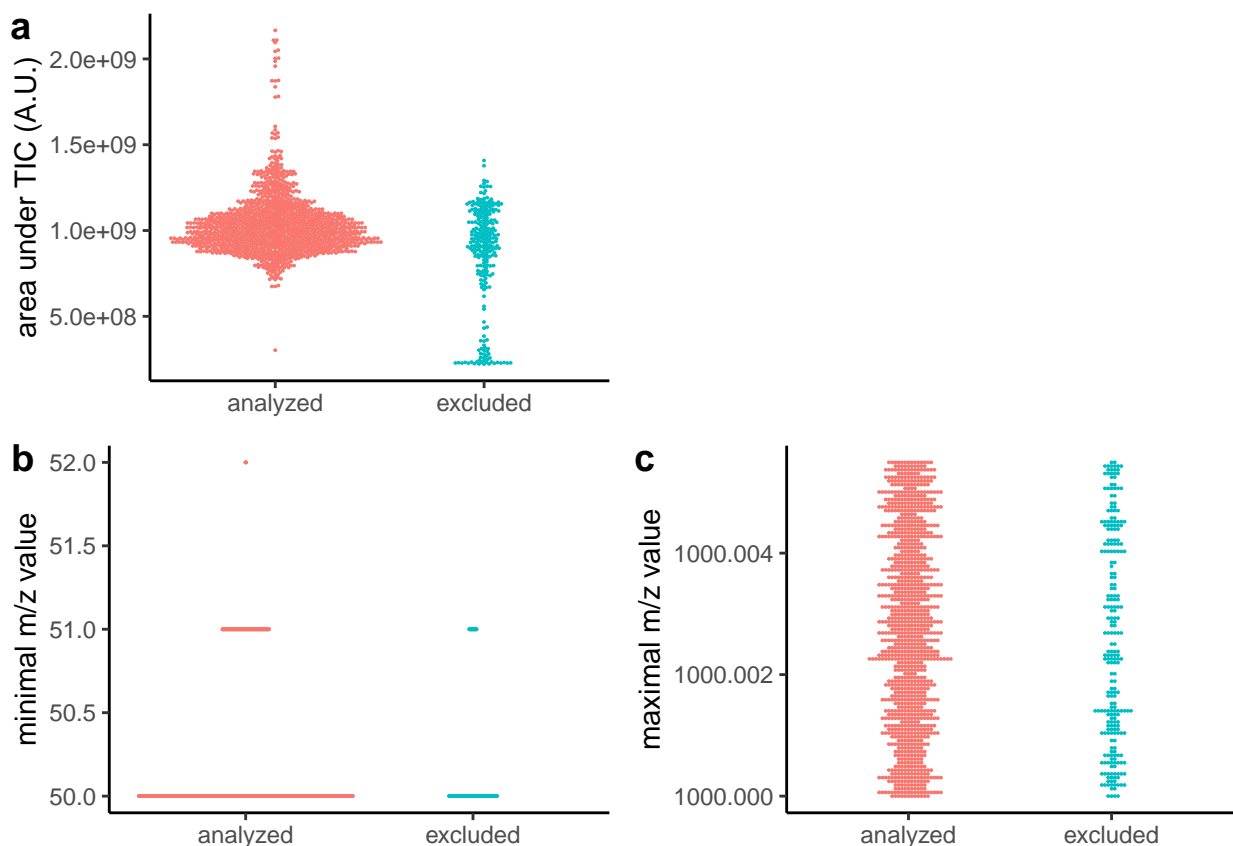 a
area under TIC (A.U.)
2.0e+09
1.5e+09
1.0e+09
5.0e+08
analyzed excluded
b
minimal m/z value
52.0
51.5
51.0
50.5
50.0
analyzed excluded
c
maximal m/z value
1000.004
1000.002
1000.000
analyzed excluded